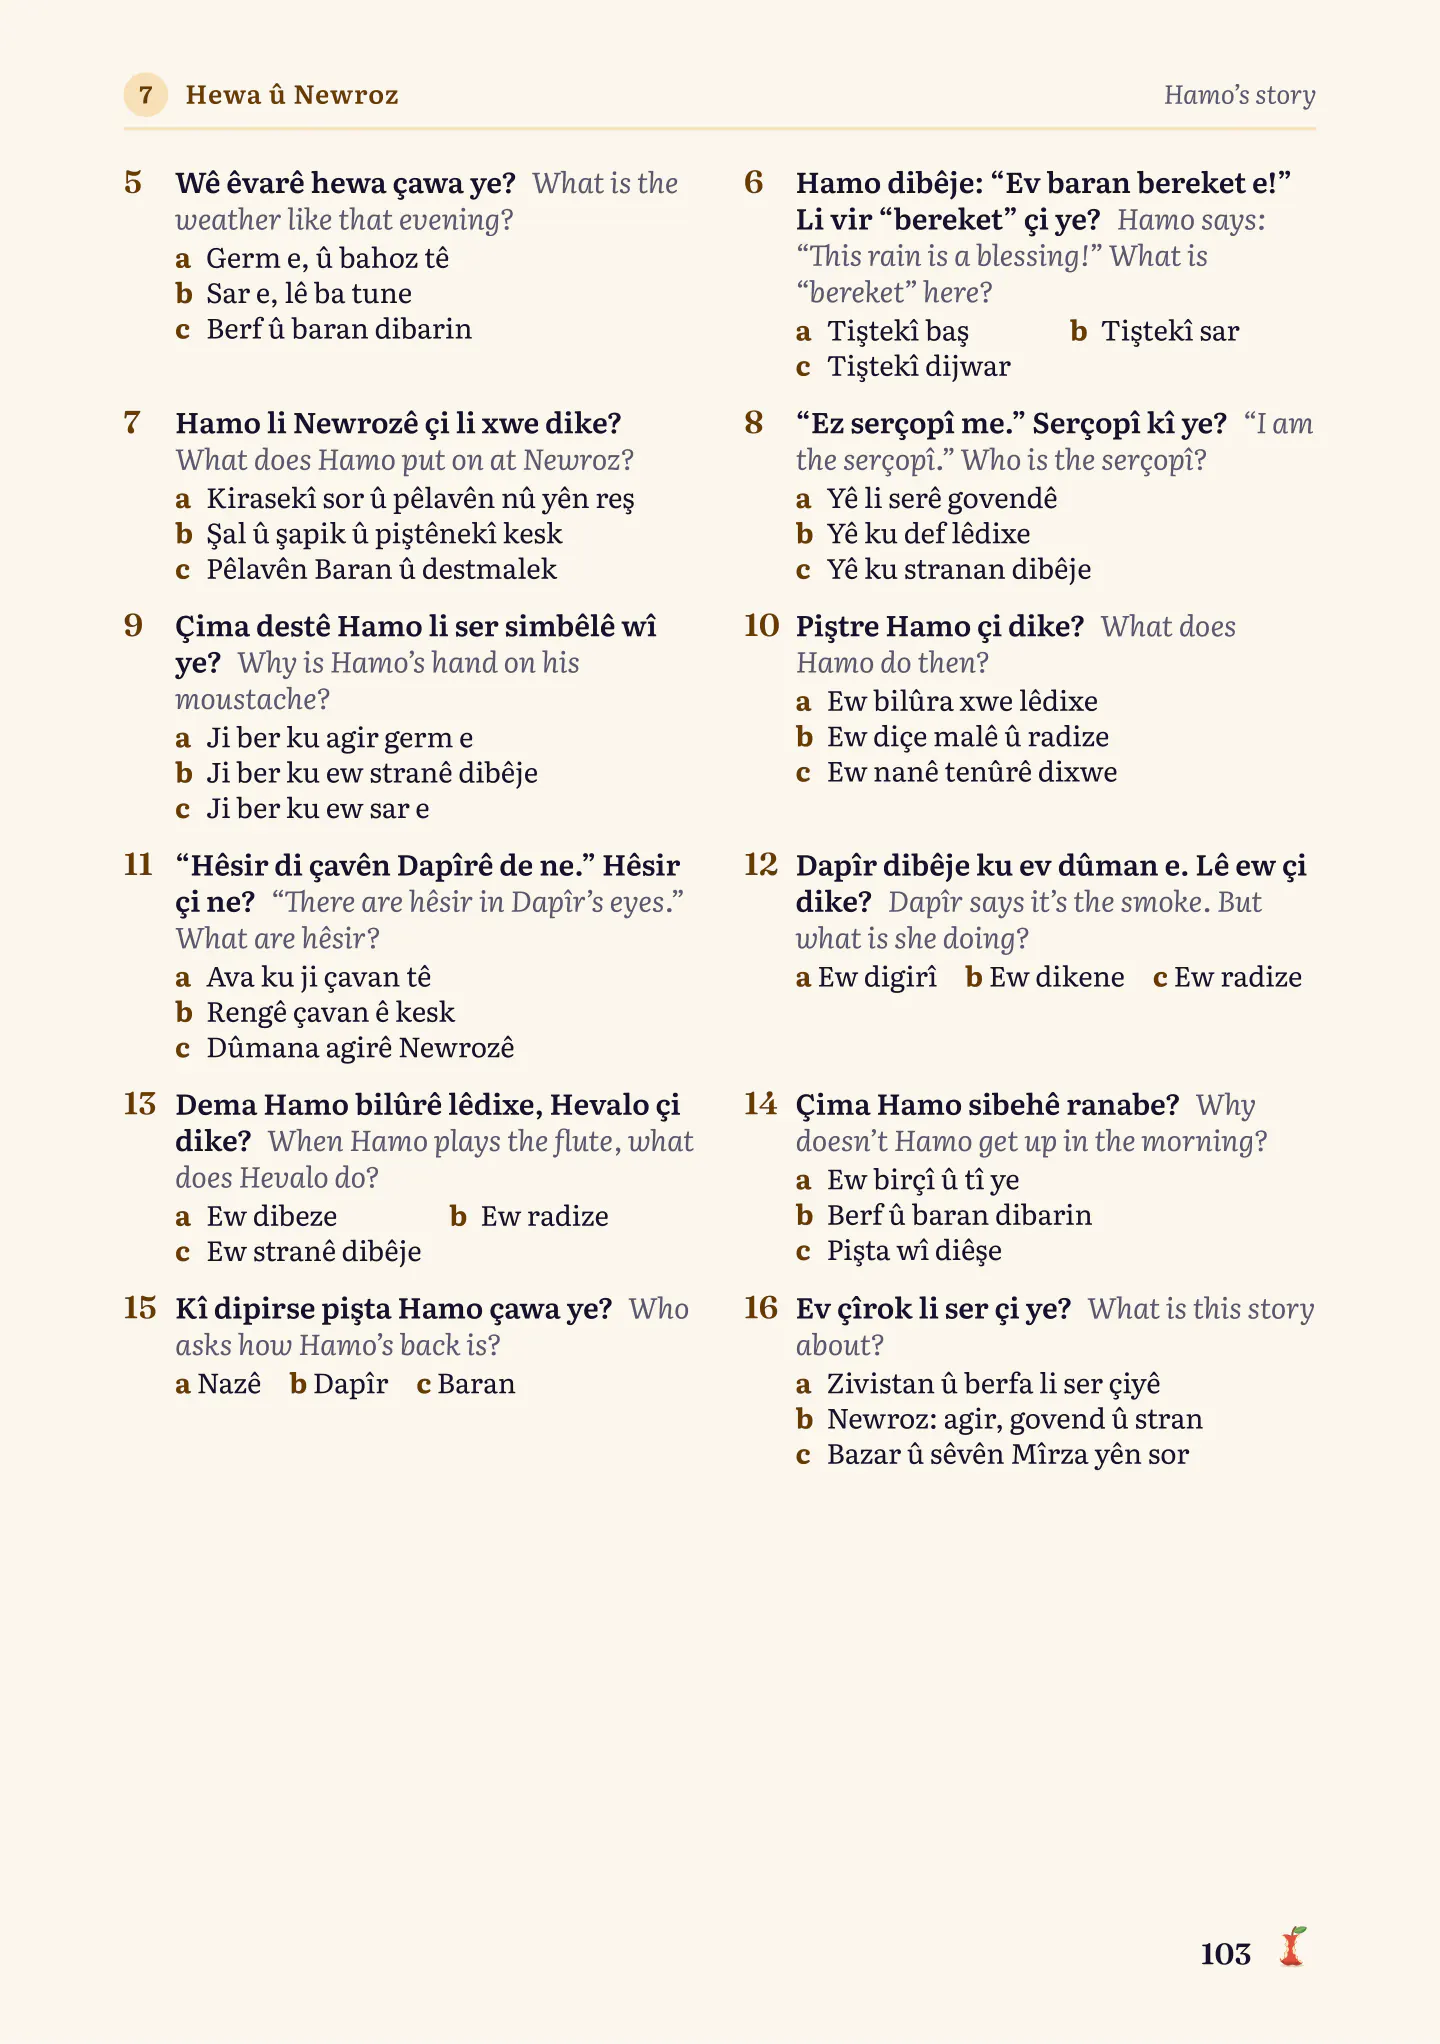 7 Hewa û Newroz
Hamo’s story
5 Wê êvarê hewa çawa ye? What is the
weather like that evening?
a Germ e, û bahoz tê
b Sar e, lê ba tune
c Berf û baran dibarin
6 Hamo dibêje: “Ev baran bereket e!”
Li vir “bereket” çi ye? Hamo says:
“This rain is a blessing!” What is
“bereket” here?
a Tiştekî baş b Tiştekî sar
c Tiştekî dijwar
7 Hamo li Newrozê çi li xwe dike?
What does Hamo put on at Newroz?
a Kirasekî sor û pêlavên nû yên reş
b Şal û şapik û piştênekî kesk
c Pêlavên Baran û destmalek
8 “Ez serçopî me.” Serçopî kî ye? “I am
the serçopî.” Who is the serçopî?
a Yê li serê govendê
b Yê ku def lêdixe
c Yê ku stranan dibêje
9 Çima destê Hamo li ser simbêlê wî
ye? Why is Hamo’s hand on his
moustache?
a Ji ber ku agir germ e
b Ji ber ku ew stranê dibêje
c Ji ber ku ew sar e
10 Piştre Hamo çi dike? What does
Hamo do then?
a Ew bilûra xwe lêdixe
b Ew diçe malê û radize
c Ew nanê tenûrê dixwe
11 “Hêsir di çavên Dapîrê de ne.” Hêsir
çi ne? “There are hêsir in Dapîr’s eyes.”
What are hêsir?
a Ava ku ji çavan tê
b Rengê çavan ê kesk
c Dûmana agirê Newrozê
12 Dapîr dibêje ku ev dûman e. Lê ew çi
dike? Dapîr says it’s the smoke. But
what is she doing?
a Ew digirî b Ew dikene c Ew radize
13 Dema Hamo bilûrê lêdixe, Hevalo çi
dike? When Hamo plays the flute, what
does Hevalo do?
a Ew dibeze b Ew radize
c Ew stranê dibêje
14 Çima Hamo sibehê ranabe? Why
doesn’t Hamo get up in the morning?
a Ew birçî û tî ye
b Berf û baran dibarin
c Pişta wî diêşe
15 Kî dipirse pişta Hamo çawa ye? Who
asks how Hamo’s back is?
a Nazê b Dapîr c Baran
16 Ev çîrok li ser çi ye? What is this story
about?
a Zivistan û berfa li ser çiyê
b Newroz: agir, govend û stran
c Bazar û sêvên Mîrza yên sor
103